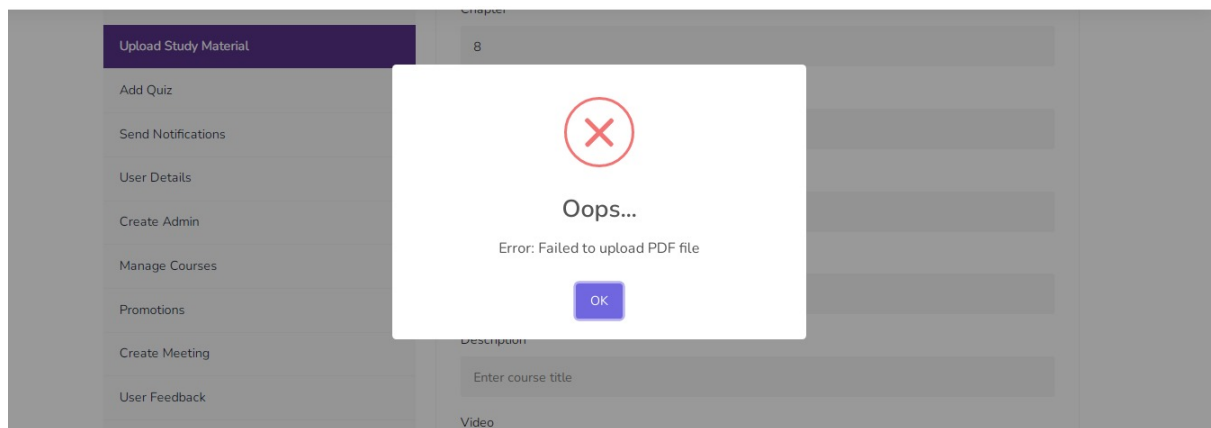 Chapter
Upload Study Material
8
Add Quiz
Send Notifications
User Details
Create Admin
Manage Courses
Promotions
Create Meeting
User Feedback
Oops...
Error: Failed to upload PDF file
OK
Description
Enter course title
Video